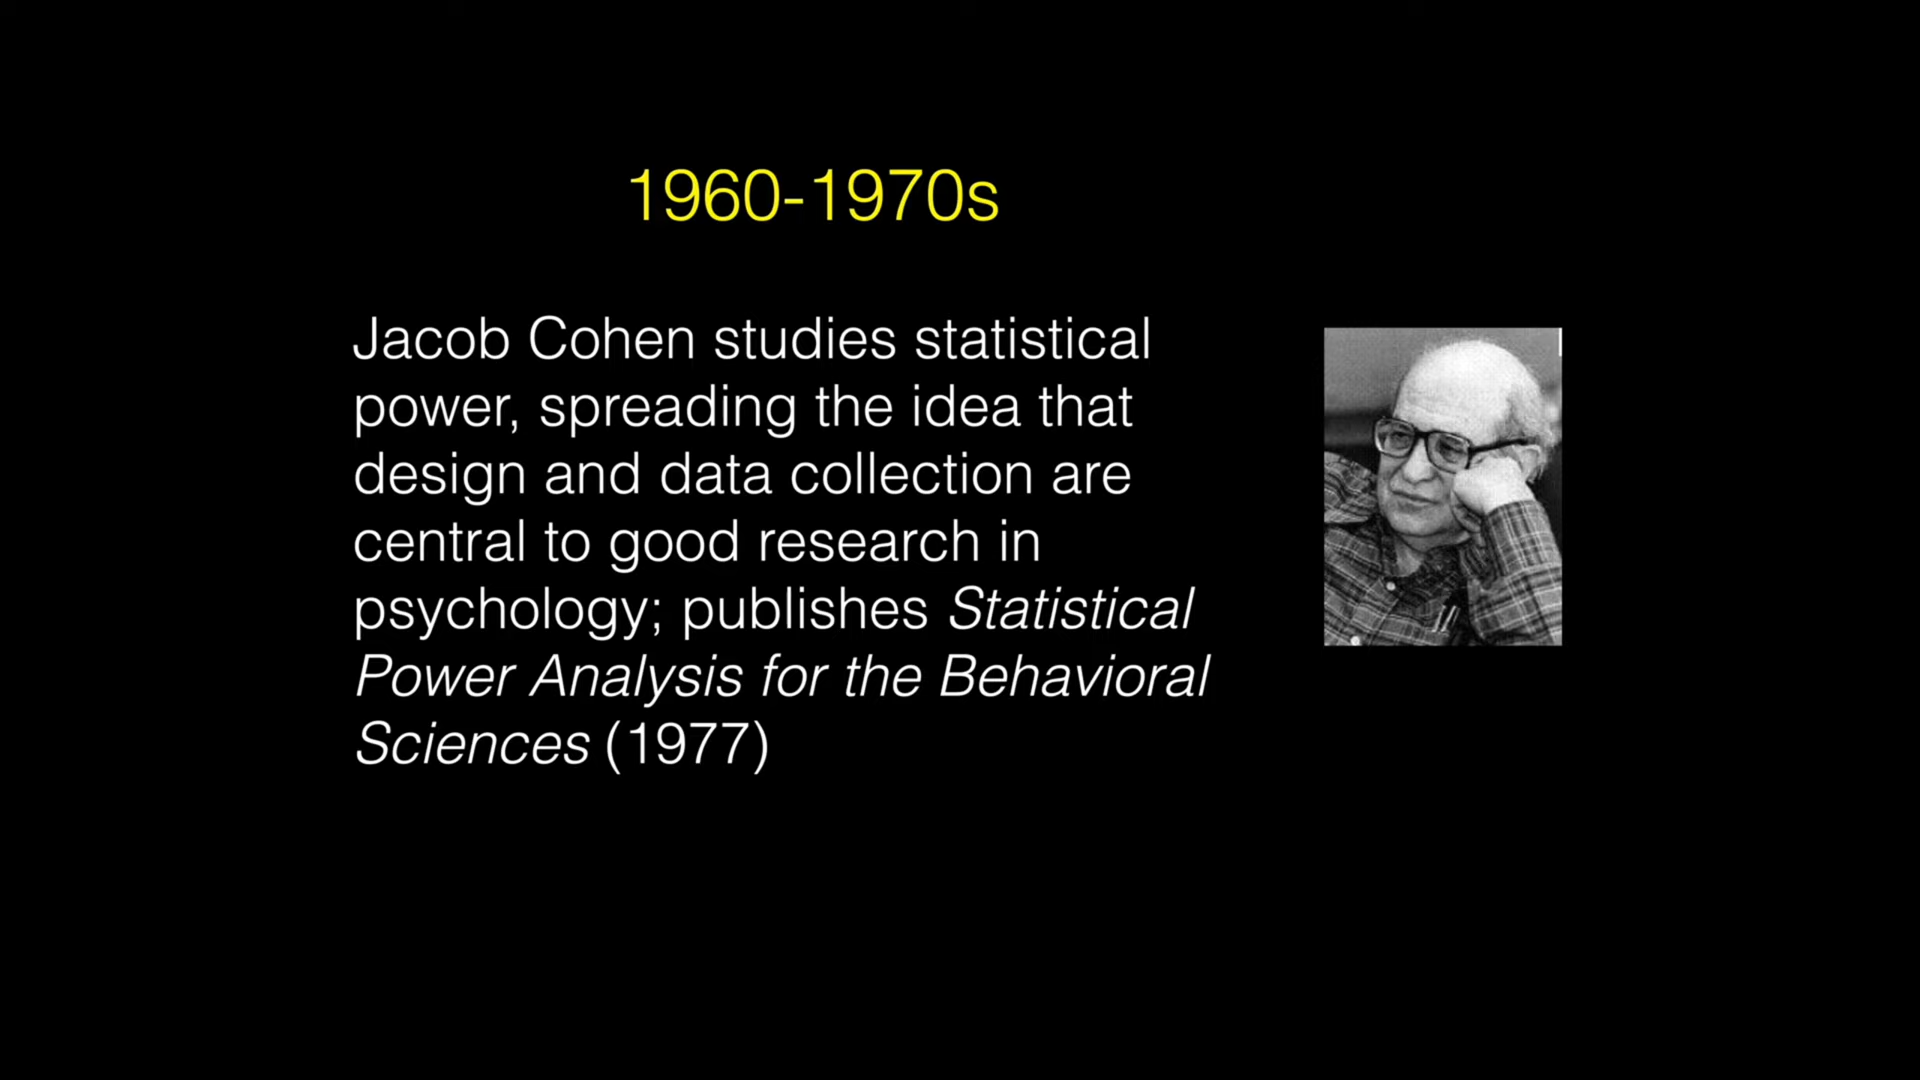 1960-1970s
Jacob Cohen studies statistical
power, spreading the idea that
design and data collection are
central to good research in
psychology; publishes Statistical
Power Analysis for the Behavioral
Sciences (1977)